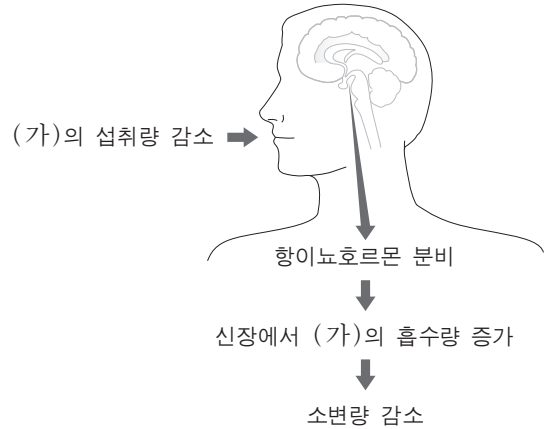 (가)의 섭취량 감소
항이뇨호르몬 분비
신장에서 (가)의 흡수량 증가
소변량 감소